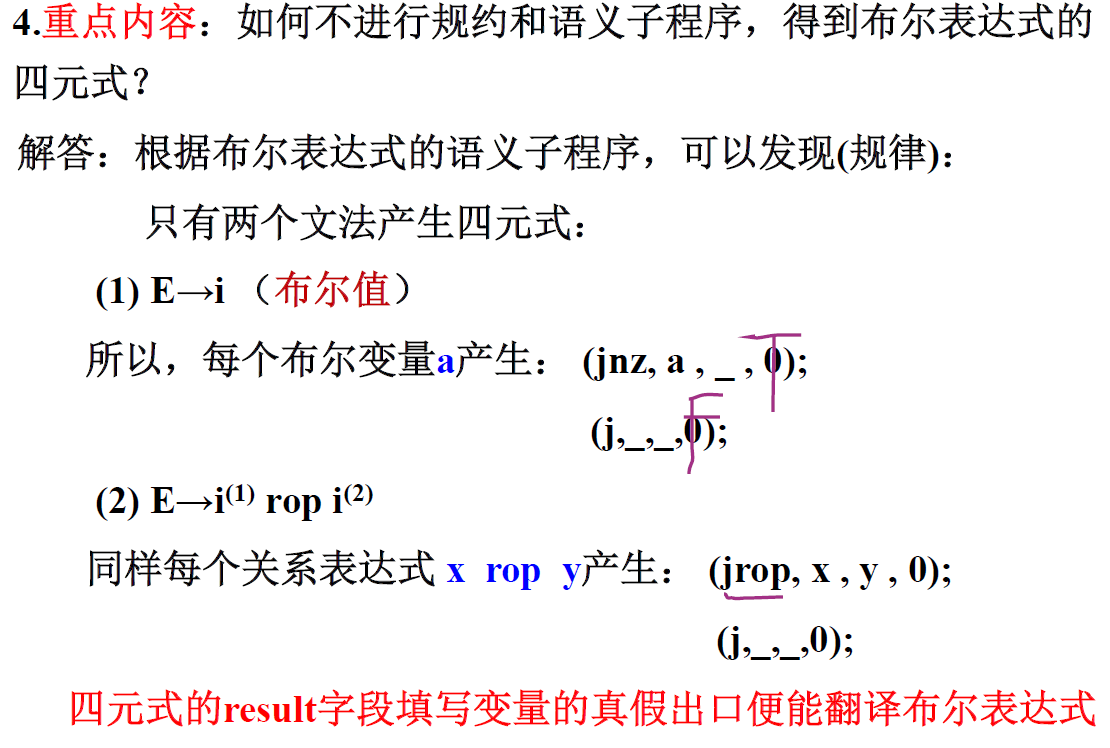 4.重点内容：如何不进行规约和语义子程序，得到布尔表达式的
四元式？
解答：根据布尔表达式的语义子程序，可以发现(规律)：
只有两个文法产生四元式：
(1) E→i （布尔值）
所以，每个布尔变量a产生： (jnz, a , _ , 0);
(j,_,_,0);
(2) E→i⁽¹⁾ rop i⁽²⁾
同样每个关系表达式 x rop y产生： (jrop, x , y , 0);
(j,_,_,0);
四元式的result字段填写变量的真假出口便能翻译布尔表达式